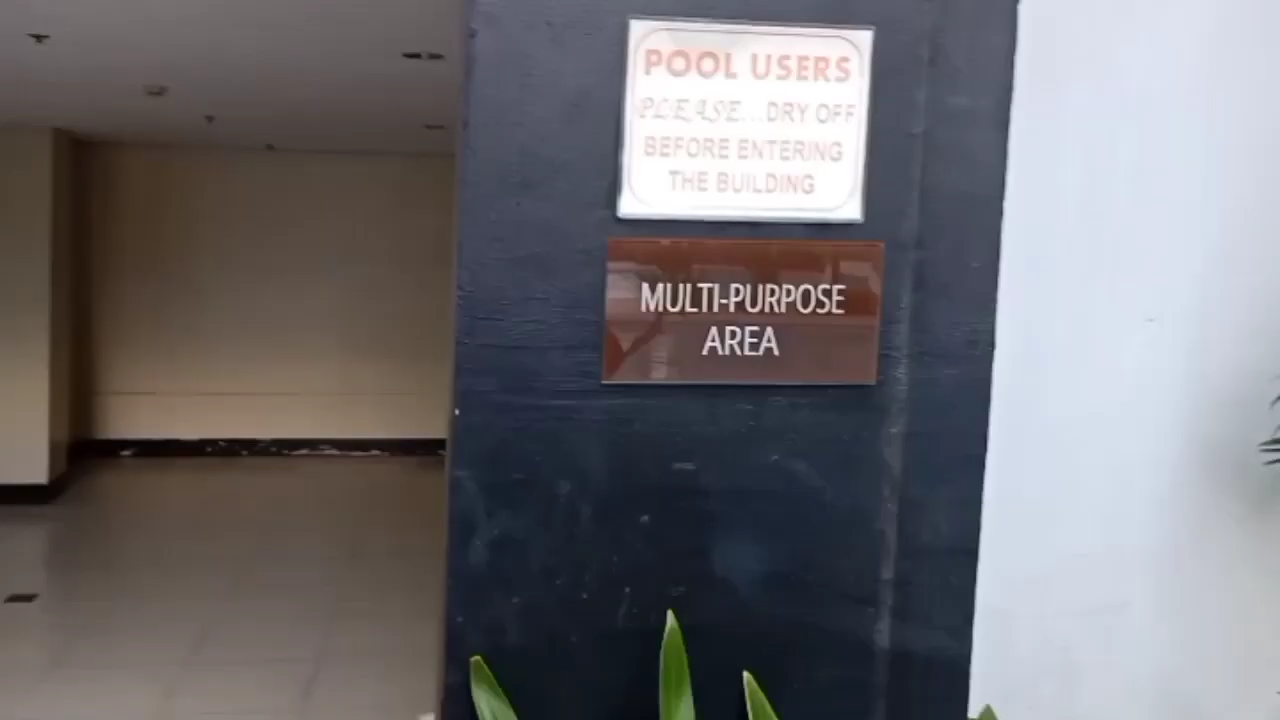 POOL USERS
PLEASE...DRY OFF
BEFORE ENTERING
THE BUILDING
MULTI-PURPOSE
AREA